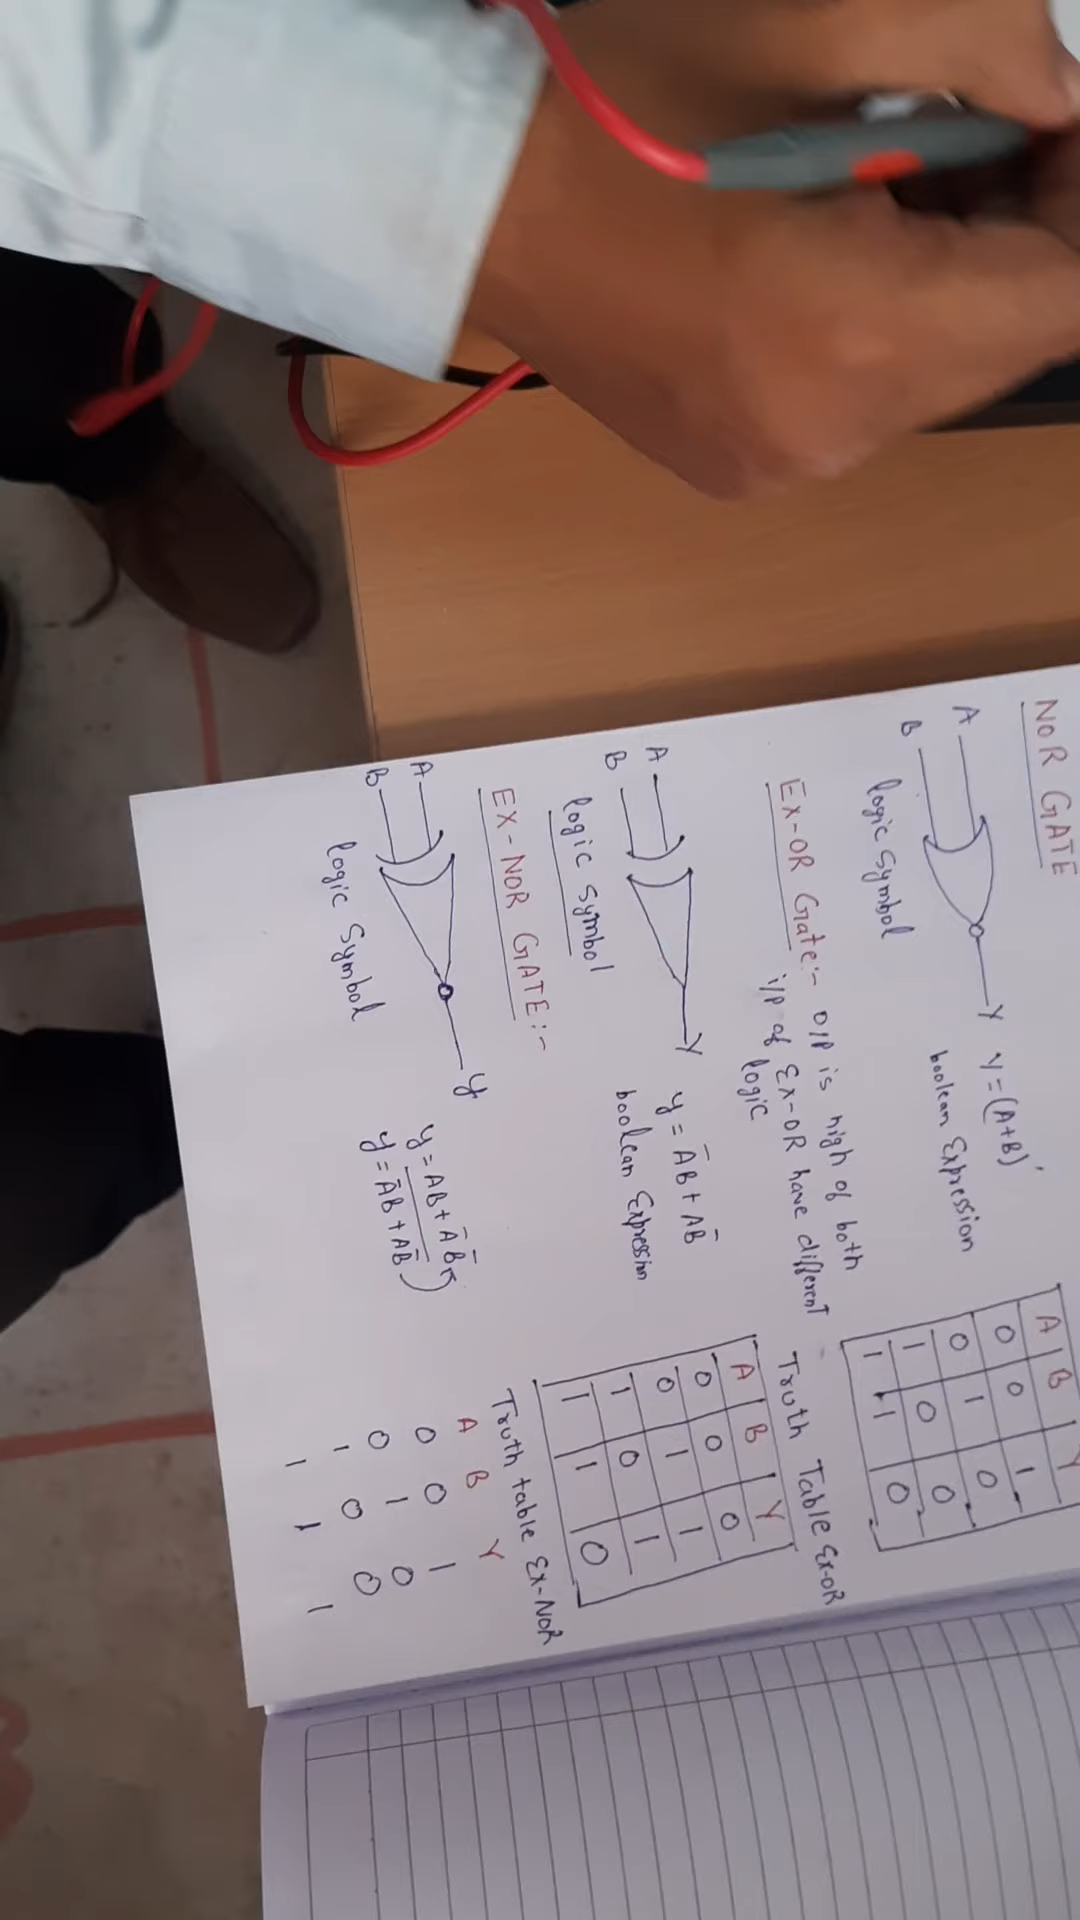 NOR GATE
A
B
Y
Y = (A+B)'
logic symbol
boolean Expression
A B Y
0 0 1
0 1 0
1 0 0
1 1 0
Ex-OR Gate:- O/P is high of both
i/P of Ex-OR have different
logic
Truth Table Ex-OR
A
B
Y
y = A̅B + AB̅
logic symbol
boolean Expression
A B Y
0 0 0
0 1 1
1 0 1
1 1 0
EX-NOR GATE:-
Truth table Ex-NOR
A
B
y
y = AB + A̅B̅
y = A̅B + AB̅
logic symbol
A B Y
0 0 1
0 1 0
1 0 0
1 1 1